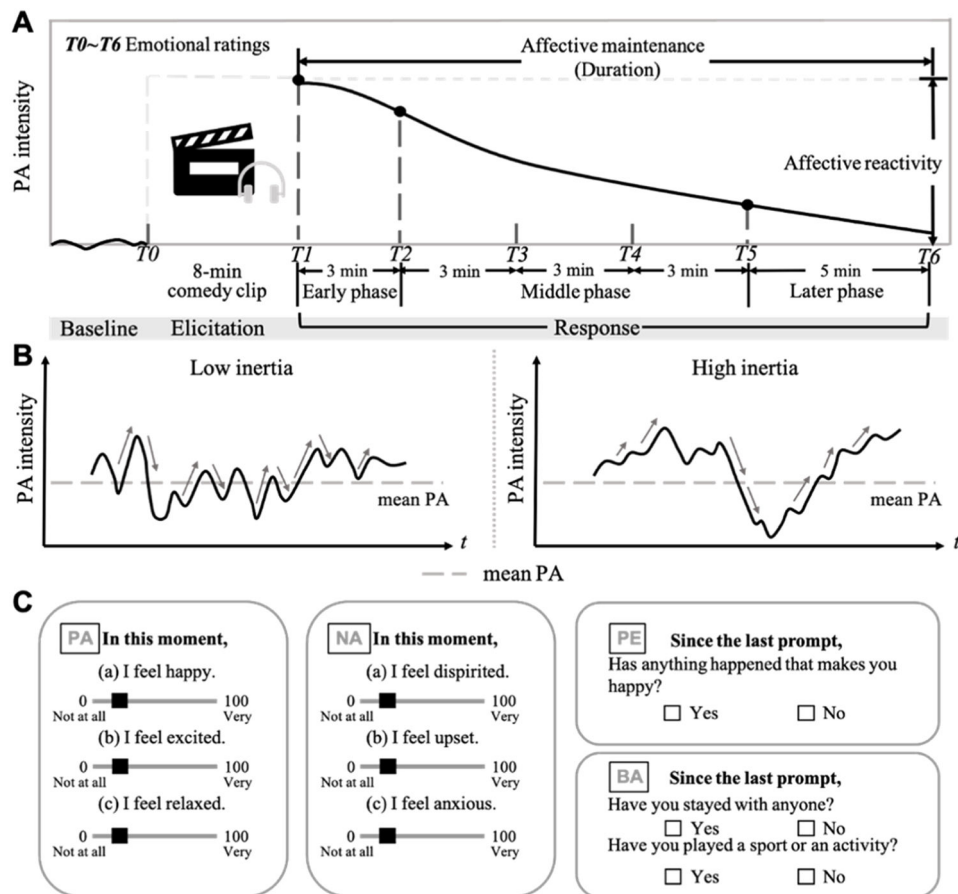 A
T0~T6 Emotional ratings
Affective maintenance
(Duration)
PA intensity
Affective reactivity
T0 T1 T2 T3 T4 T5 T6
8-min
comedy clip
3 min 3 min 3 min 3 min 5 min
Early phase Middle phase Later phase
Baseline Elicitation Response
B
Low inertia
PA intensity
mean PA
t
High inertia
PA intensity
mean PA
t
mean PA
C
PA In this moment,
(a) I feel happy.
0 100
Not at all Very
(b) I feel excited.
0 100
Not at all Very
(c) I feel relaxed.
0 100
Not at all Very
NA In this moment,
(a) I feel dispirited.
0 100
Not at all Very
(b) I feel upset.
0 100
Not at all Very
(c) I feel anxious.
0 100
Not at all Very
PE Since the last prompt,
Has anything happened that makes you
happy?
Yes No
BA Since the last prompt,
Have you stayed with anyone?
Yes No
Have you played a sport or an activity?
Yes No